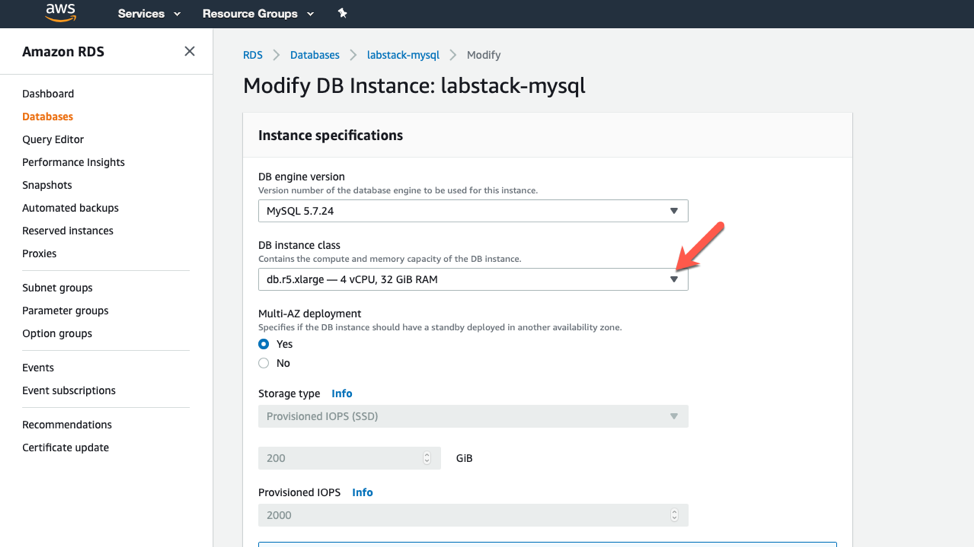 aws
Services
Resource Groups
Amazon RDS
Dashboard
Databases
Query Editor
Performance Insights
Snapshots
Automated backups
Reserved instances
Proxies
Subnet groups
Parameter groups
Option groups
Events
Event subscriptions
Recommendations
Certificate update
RDS
Databases
labstack-mysql
Modify
Modify DB Instance: labstack-mysql
Instance specifications
DB engine version
Version number of the database engine to be used for this instance.
MySQL 5.7.24
DB instance class
Contains the compute and memory capacity of the DB instance.
db.r5.xlarge — 4 vCPU, 32 GiB RAM
Multi-AZ deployment
Specifies if the DB instance should have a standby deployed in another availability zone.
Yes
No
Storage type Info
Provisioned IOPS (SSD)
200 GiB
Provisioned IOPS Info
2000